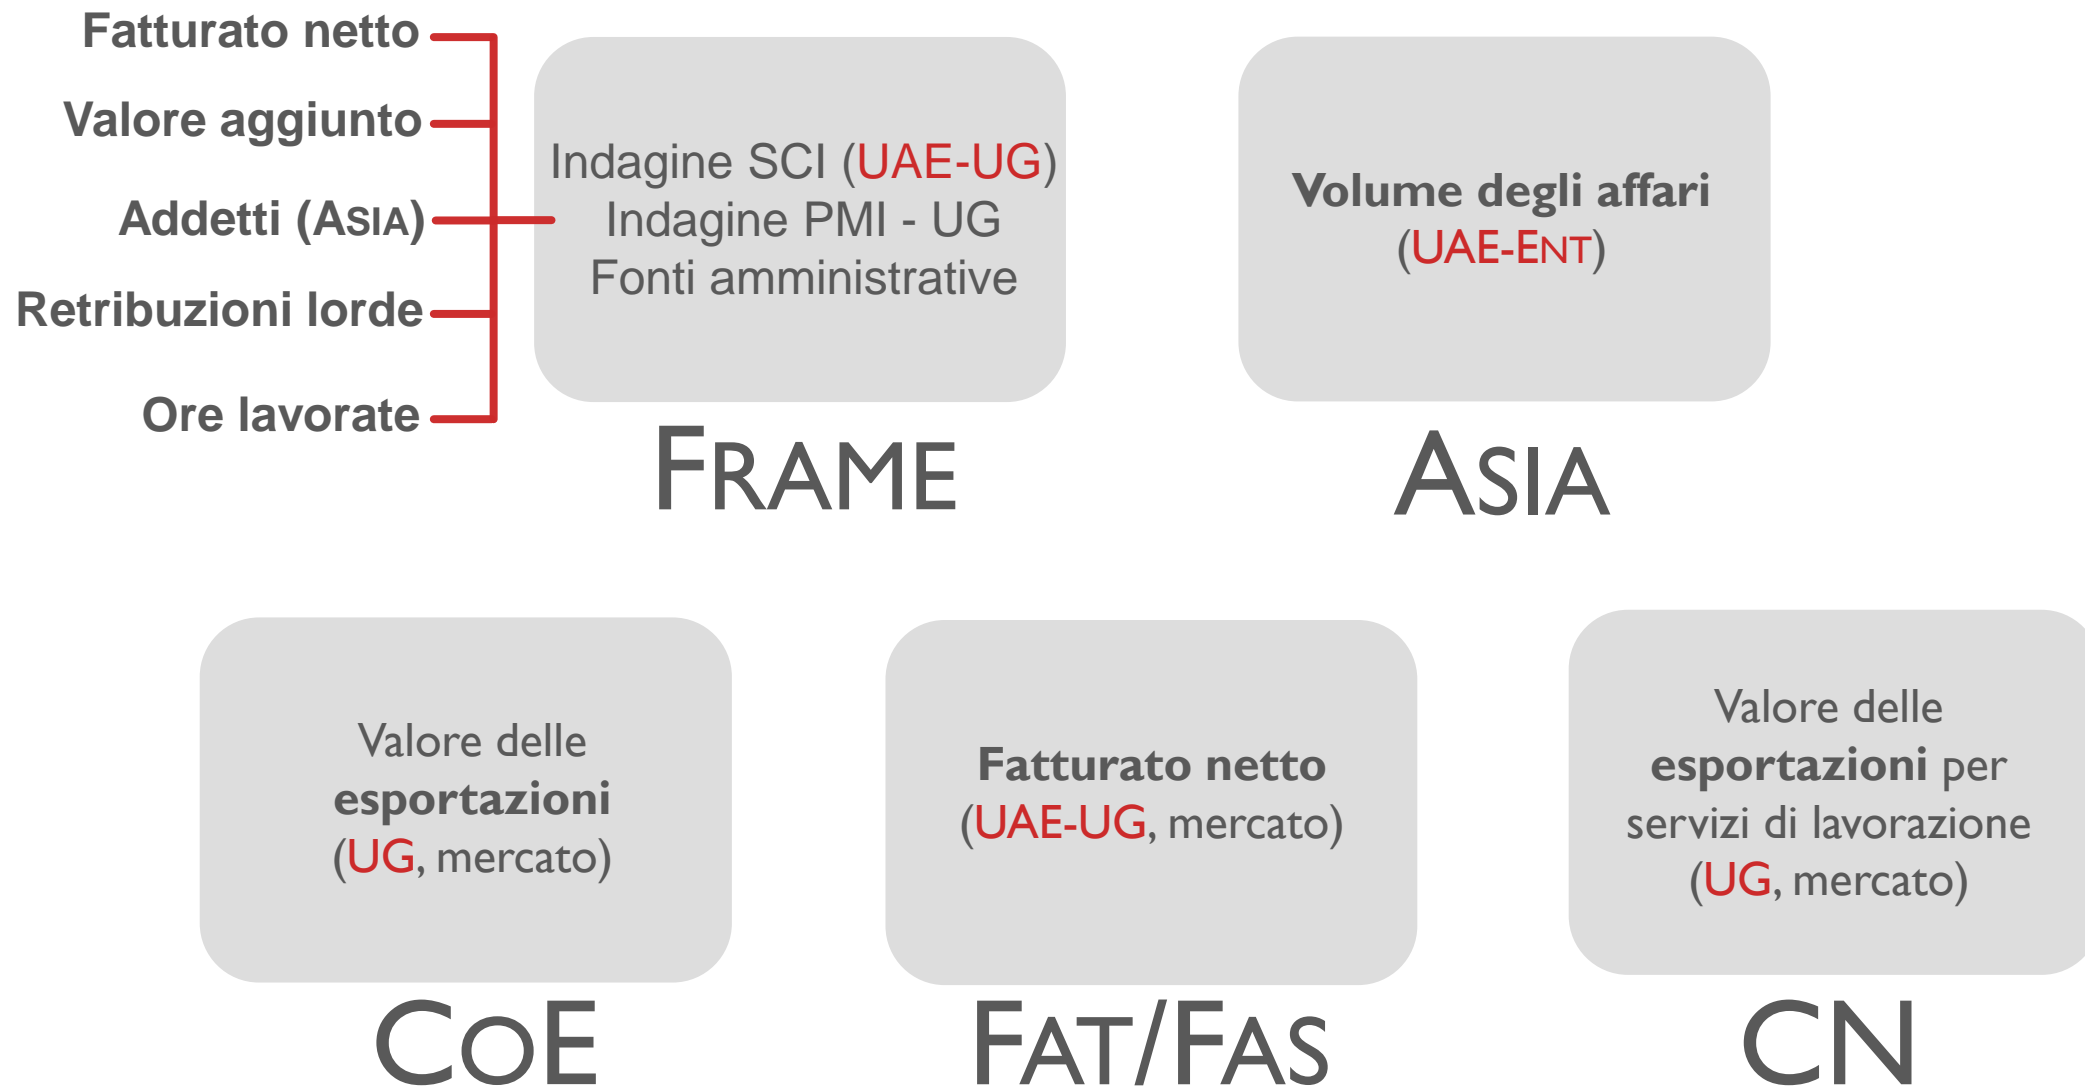 Fatturato netto
Valore aggiunto
Addetti (ASIA)
Retribuzioni lorde
Ore lavorate
Indagine SCI (UAE-UG)
Indagine PMI - UG
Fonti amministrative
FRAME
Volume degli affari
(UAE-ENT)
ASIA
Valore delle
esportazioni
(UG, mercato)
COE
Fatturato netto
(UAE-UG, mercato)
FAT/FAS
Valore delle
esportazioni per
servizi di lavorazione
(UG, mercato)
CN